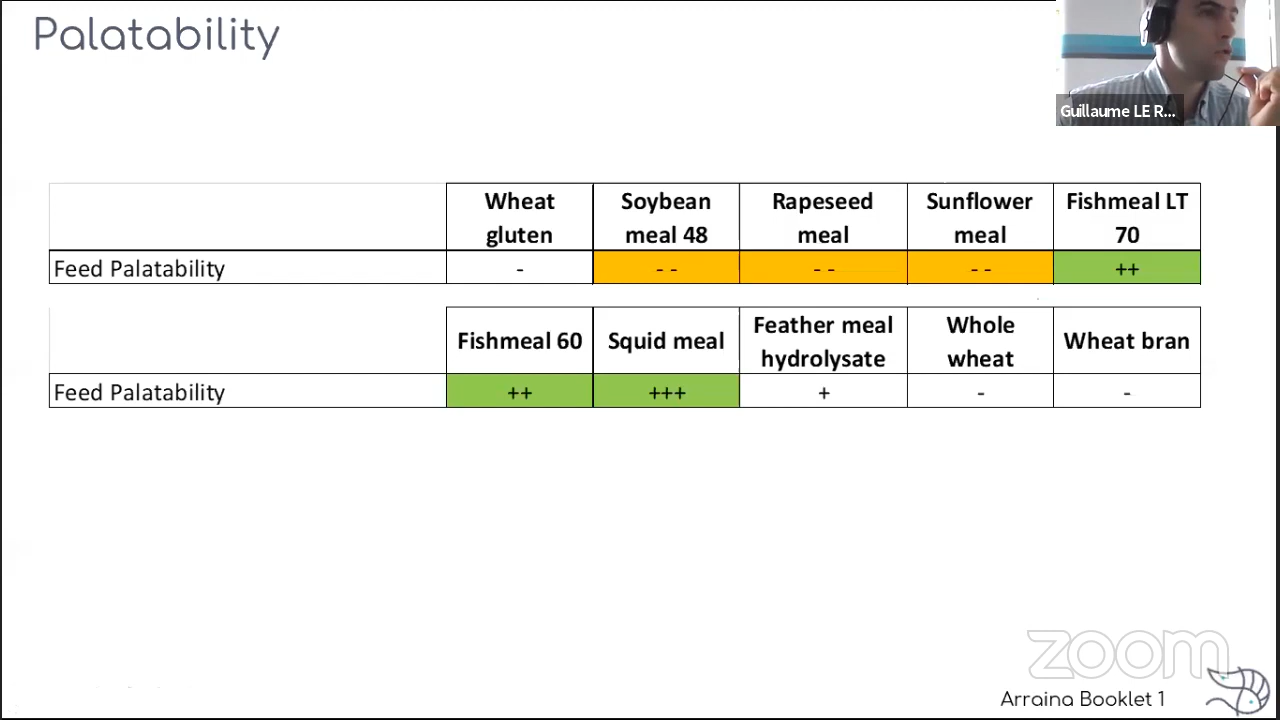 Palatability
Guillaume LE R...
Wheat gluten Soybean meal 48 Rapeseed meal Sunflower meal Fishmeal LT 70
Feed Palatability - - - - - - - ++
Fishmeal 60 Squid meal Feather meal hydrolysate Whole wheat Wheat bran
Feed Palatability ++ +++ + - -
zoom
Arraina Booklet 1